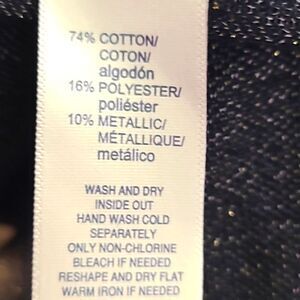 74% COTTON/
COTON/
algodón
16% POLYESTER/
poliéster
10% METALLIC/
MÉTALLIQUE/
metálico
WASH AND DRY
INSIDE OUT
HAND WASH COLD
SEPARATELY
ONLY NON-CHLORINE
BLEACH IF NEEDED
RESHAPE AND DRY FLAT
WARM IRON IF NEEDED